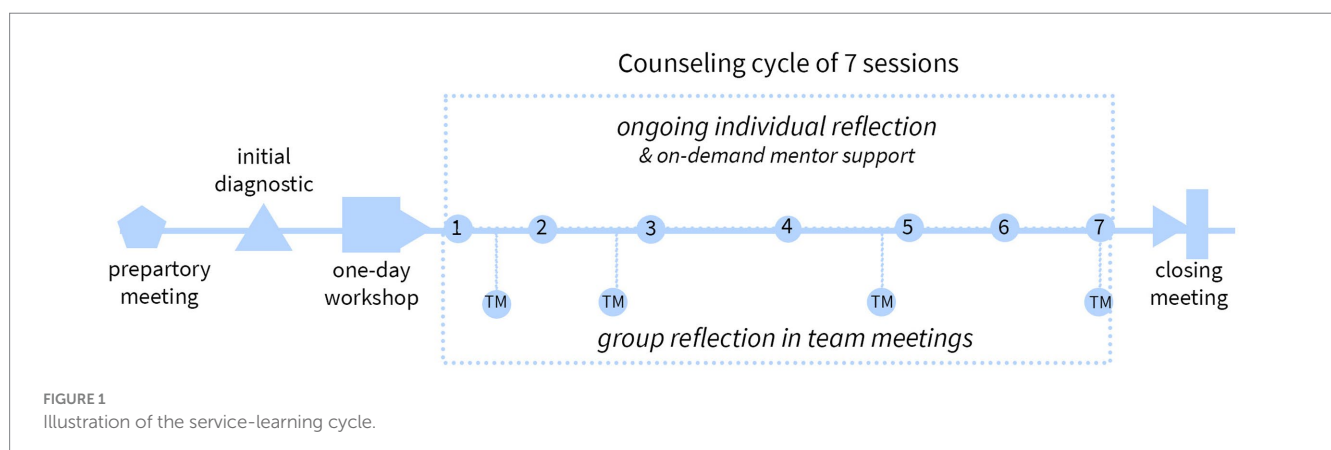 Counseling cycle of 7 sessions
ongoing individual reflection
& on-demand mentor support
initial
diagnostic
1 2 3 4 5 6 7
prepartory
meeting
one-day
workshop
closing
meeting
TM TM TM TM
group reflection in team meetings
FIGURE 1
Illustration of the service-learning cycle.